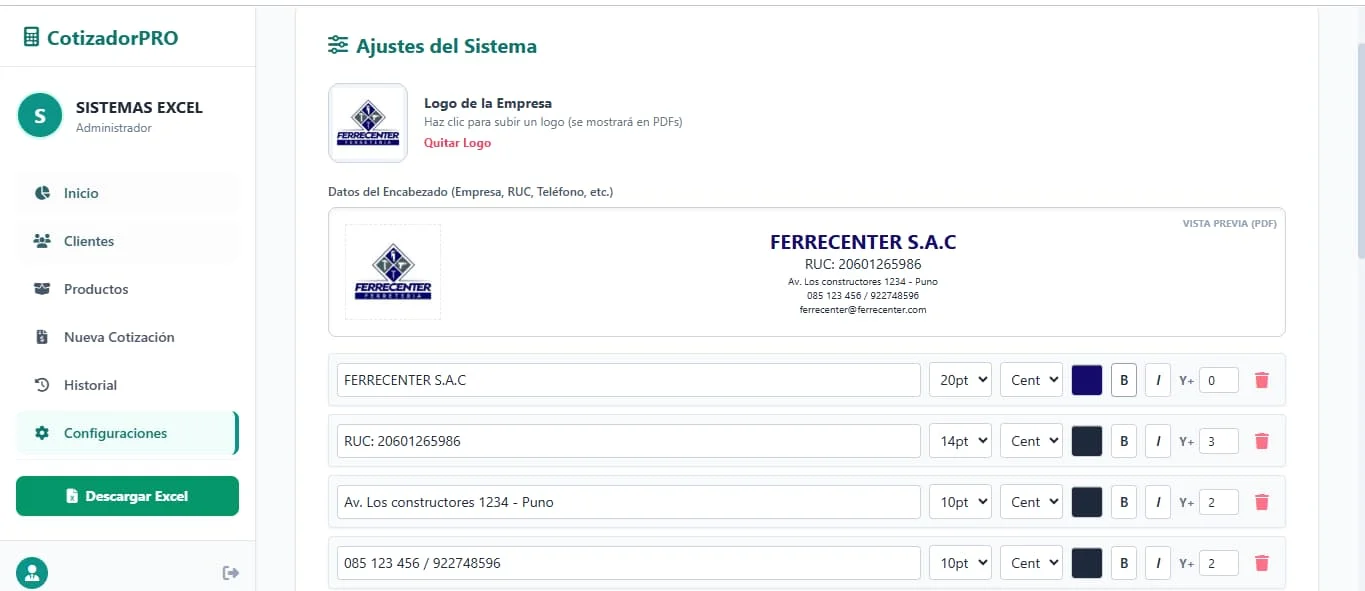 CotizadorPRO
S
SISTEMAS EXCEL
Administrador
Inicio
Clientes
Productos
Nueva Cotización
Historial
Configuraciones
Descargar Excel
Ajustes del Sistema
FERRECENTER
FERRETERIA
Logo de la Empresa
Haz clic para subir un logo (se mostrará en PDFs)
Quitar Logo
Datos del Encabezado (Empresa, RUC, Teléfono, etc.)
VISTA PREVIA (PDF)
FERRECENTER
FERRETERIA
FERRECENTER S.A.C
RUC: 20601265986
Av. Los constructores 1234 - Puno
085 123 456 / 922748596
ferrecenter@ferrecenter.com
FERRECENTER S.A.C 20pt Cent B I Y+ 0
RUC: 20601265986 14pt Cent B I Y+ 3
Av. Los constructores 1234 - Puno 10pt Cent B I Y+ 2
085 123 456 / 922748596 10pt Cent B I Y+ 2